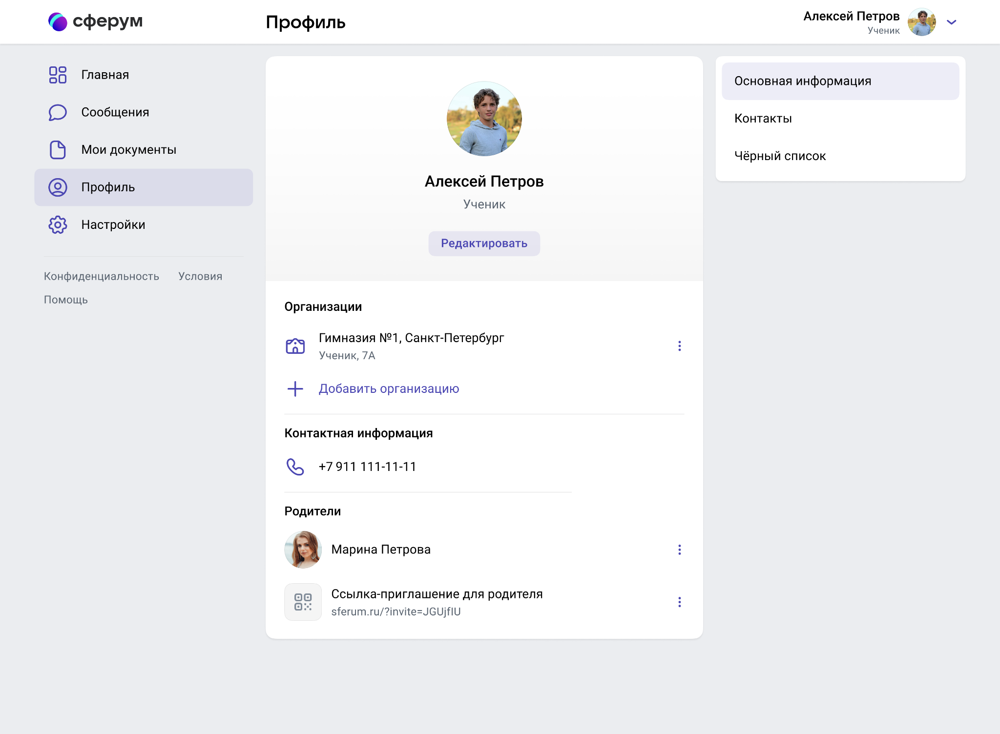 сферум
Профиль
Алексей Петров
Ученик
Главная
Сообщения
Мои документы
Профиль
Настройки
Конфиденциальность
Условия
Помощь
Алексей Петров
Ученик
Редактировать
Организации
Гимназия №1, Санкт-Петербург
Ученик, 7А
Добавить организацию
Контактная информация
+7 911 111-11-11
Родители
Марина Петрова
Ссылка-приглашение для родителя
sferum.ru/?invite=JGUjfIU
Основная информация
Контакты
Чёрный список